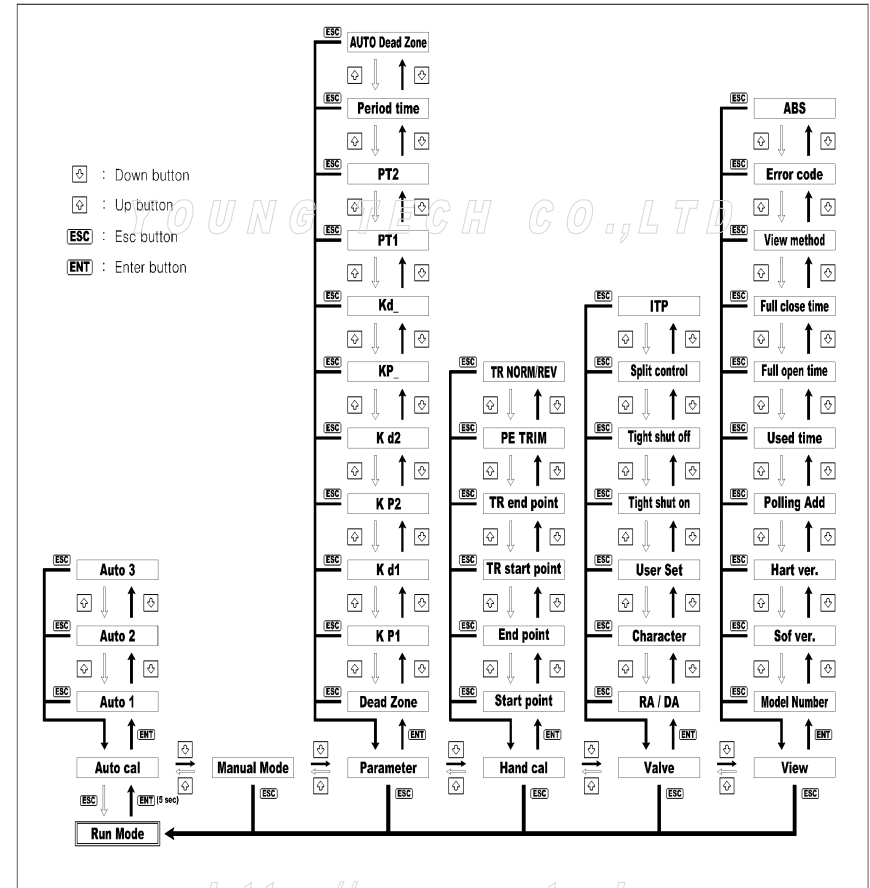 ESC AUTO Dead Zone
ESC Period time
ESC ABS
: Down button
ESC PT2
ESC Error code
: Up button
YOUNG TECH CO.,LTD
ESC : Esc button
ESC PT1
ESC View method
ENT : Enter button
ESC Kd_
ESC ITP
ESC Full close time
ESC KP_
ESC TR NORM/REV
ESC Split control
ESC Full open time
ESC K d2
ESC PE TRIM
ESC Tight shut off
ESC Used time
ESC K P2
ESC TR end point
ESC Tight shut on
ESC Polling Add
ESC Auto 3
ESC K d1
ESC TR start point
ESC User Set
ESC Hart ver.
ESC Auto 2
ESC K P1
ESC End point
ESC Character
ESC Sof ver.
ESC Auto 1
ESC Dead Zone
ESC Start point
ESC RA / DA
ESC Model Number
ENT
ENT
ENT
ENT
ENT
Auto cal
Manual Mode
Parameter
Hand cal
Valve
View
ESC
ENT (5 sec)
ESC
ESC
ESC
ESC
ESC
Run Mode